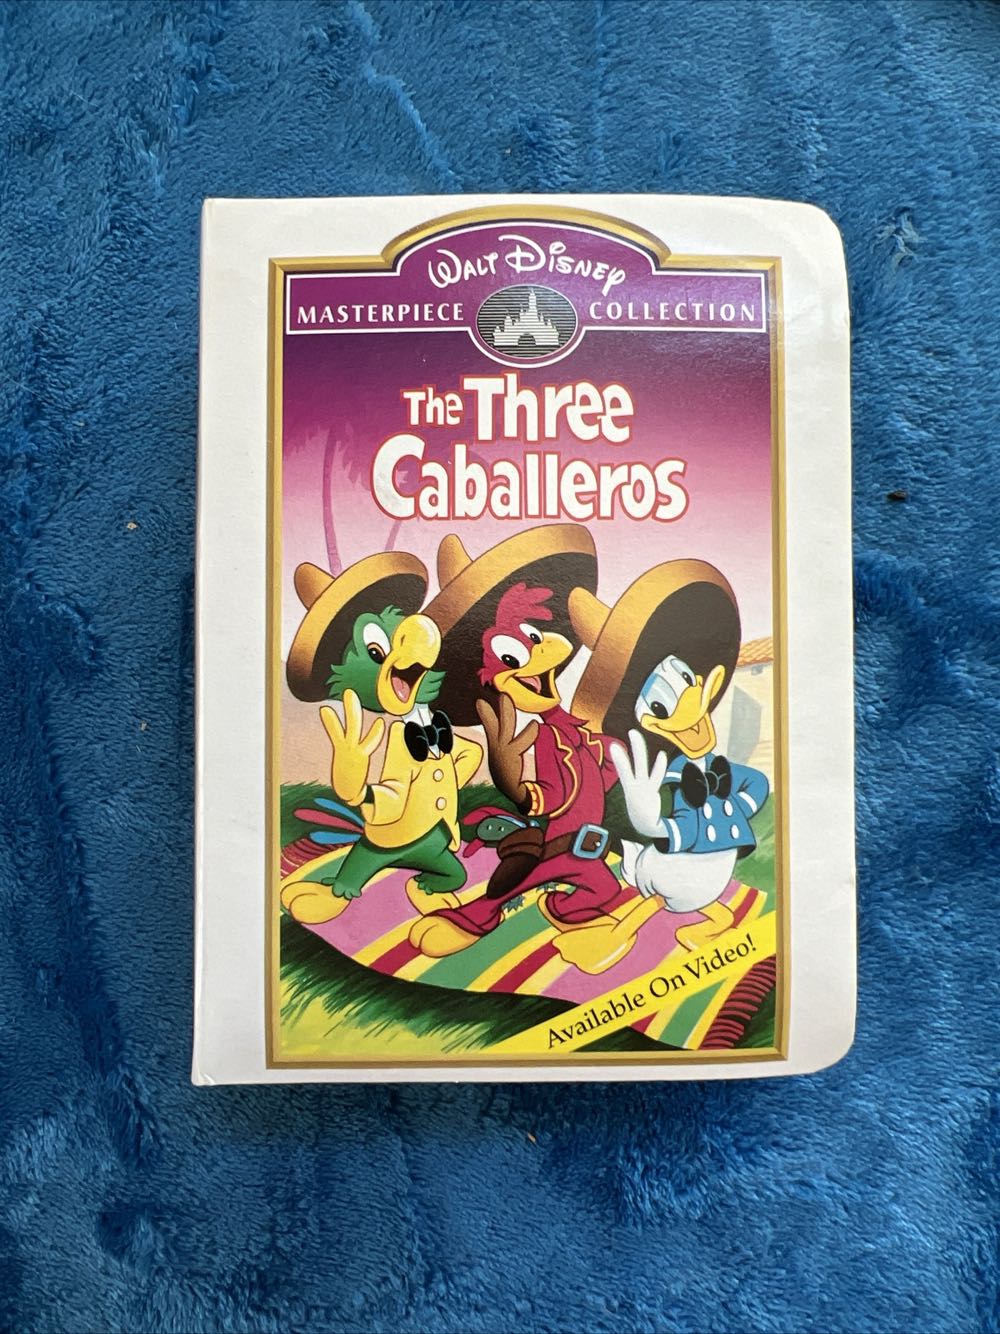 Walt Disney
MASTERPIECE COLLECTION
The Three
Caballeros
Available On Video!